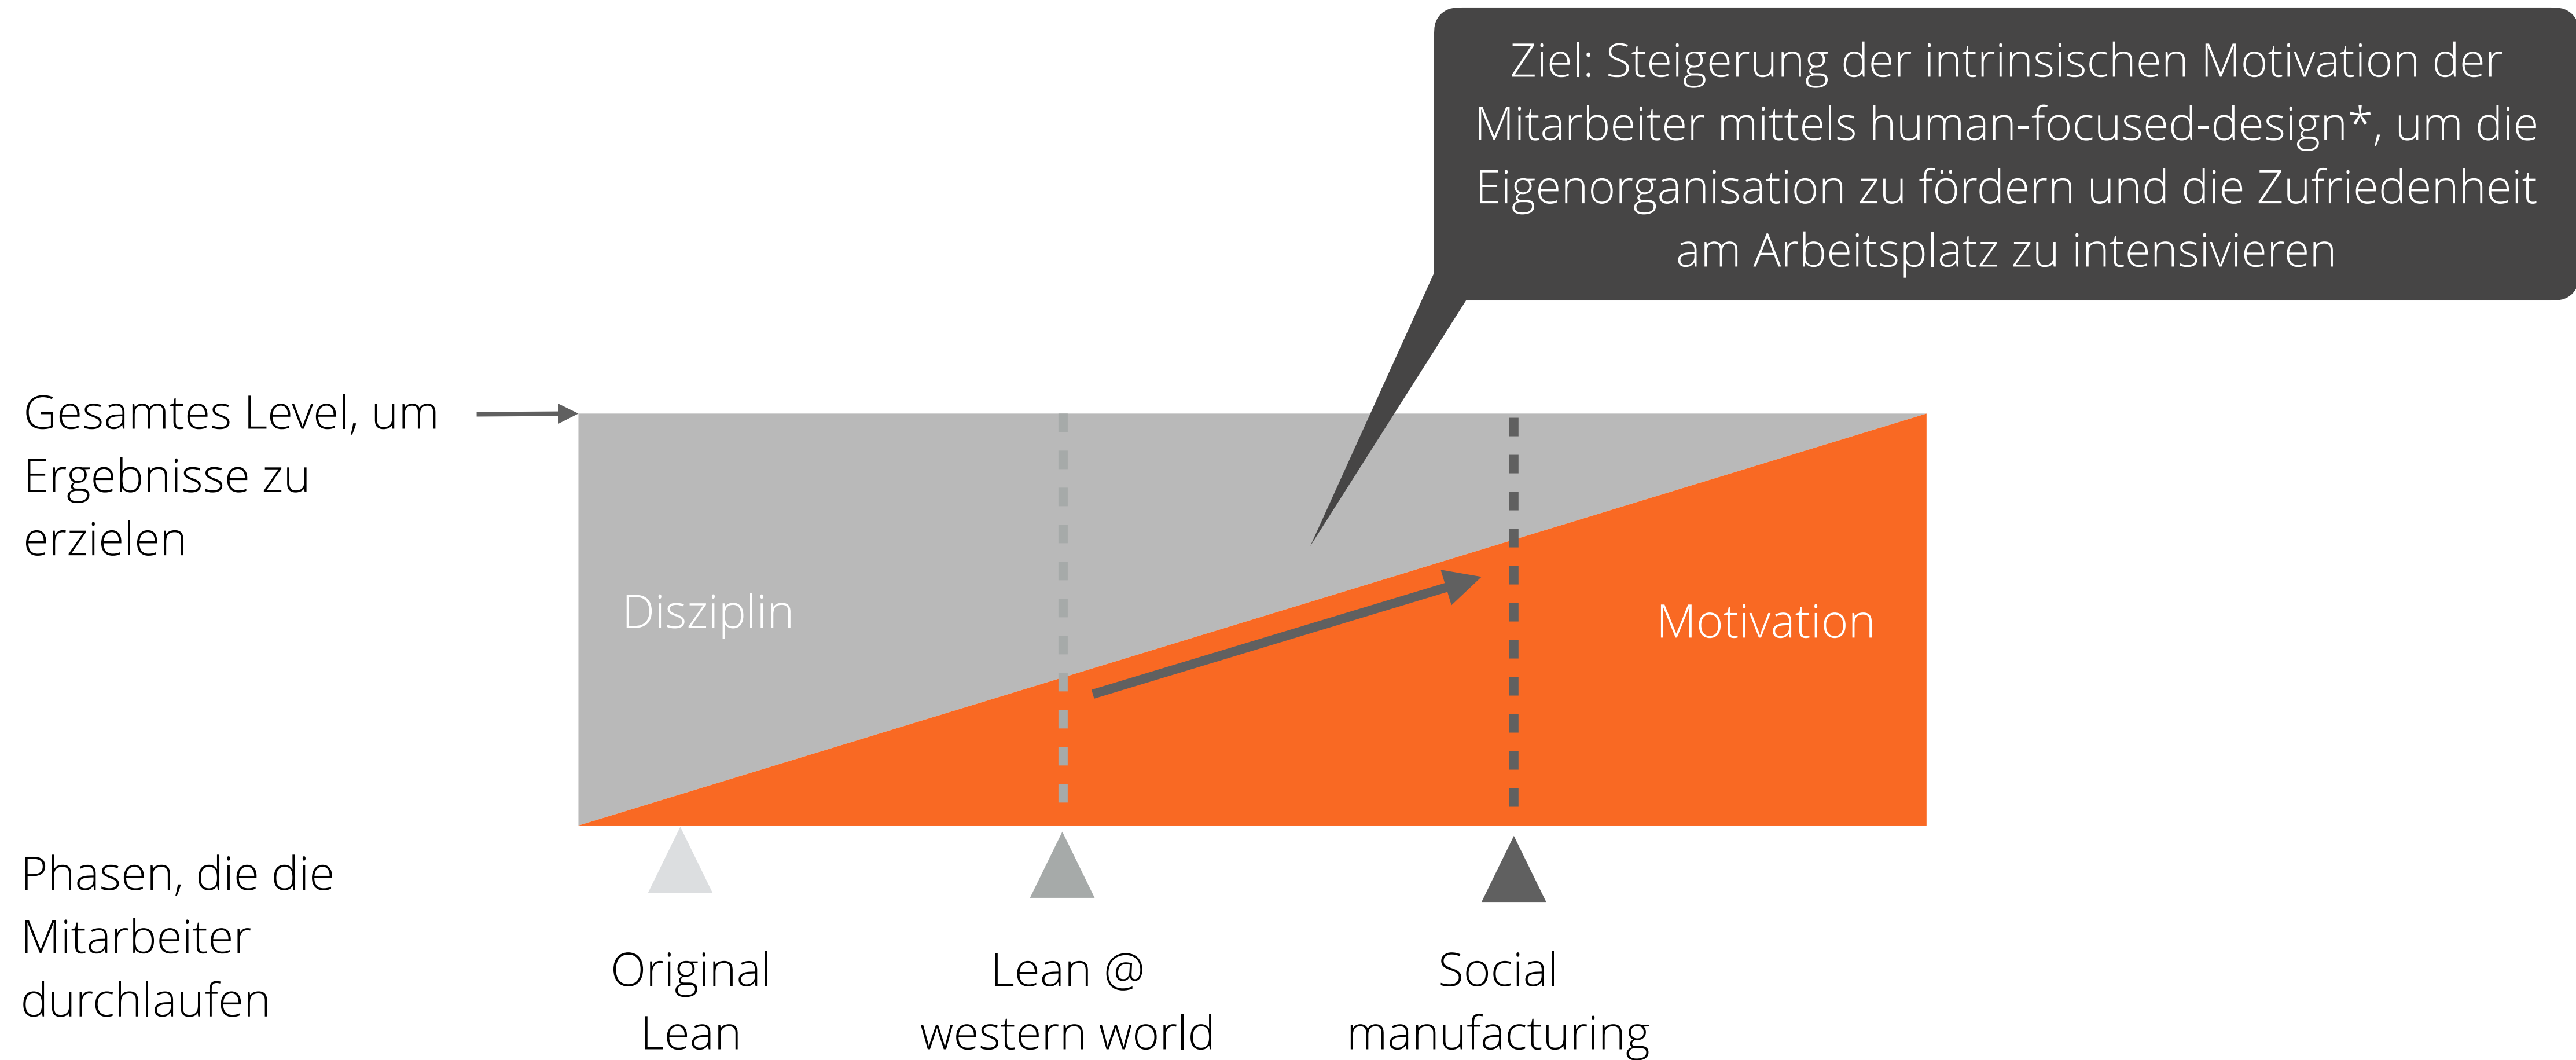 Ziel: Steigerung der intrinsischen Motivation der
Mitarbeiter mittels human-focused-design*, um die
Eigenorganisation zu fördern und die Zufriedenheit
am Arbeitsplatz zu intensivieren
Gesamtes Level, um
Ergebnisse zu
erzielen
Disziplin
Motivation
Phasen, die die
Mitarbeiter
durchlaufen
Original
Lean
Lean @
western world
Social
manufacturing